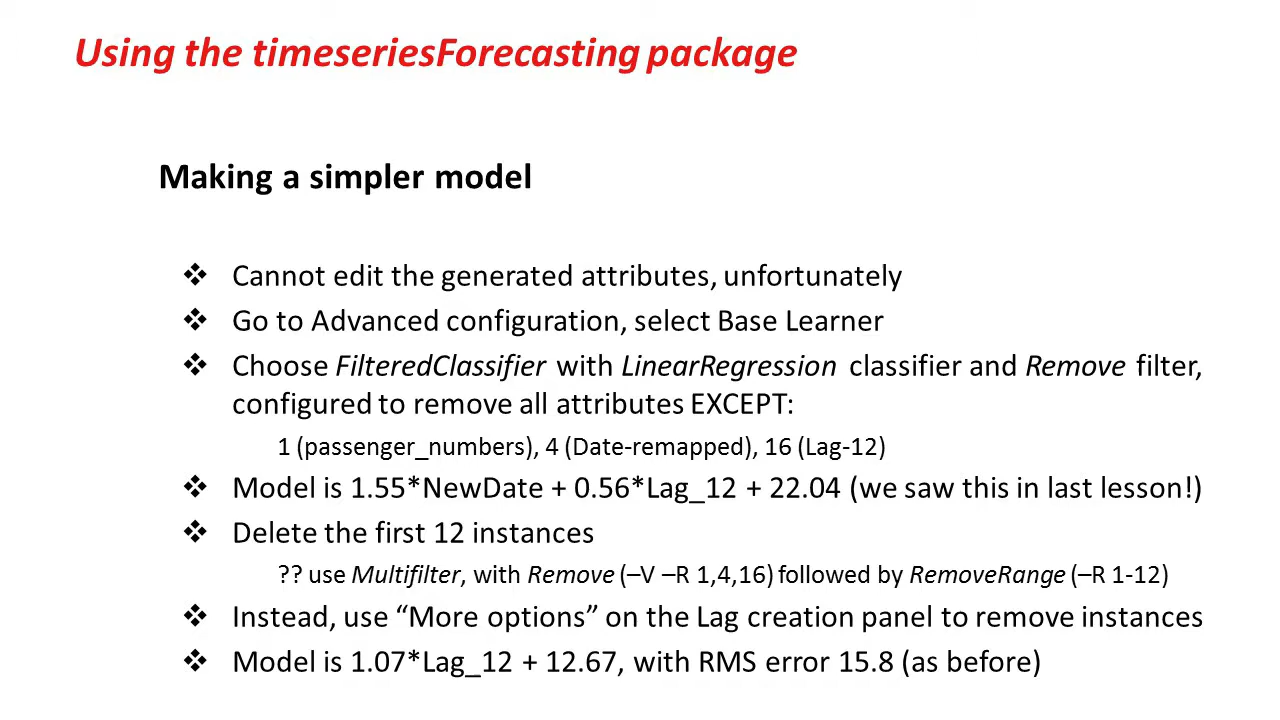 Using the timeseriesForecasting package
Making a simpler model
❖ Cannot edit the generated attributes, unfortunately
❖ Go to Advanced configuration, select Base Learner
❖ Choose FilteredClassifier with LinearRegression classifier and Remove filter,
configured to remove all attributes EXCEPT:
1 (passenger_numbers), 4 (Date-remapped), 16 (Lag-12)
❖ Model is 1.55*NewDate + 0.56*Lag_12 + 22.04 (we saw this in last lesson!)
❖ Delete the first 12 instances
?? use Multifilter, with Remove (–V –R 1,4,16) followed by RemoveRange (–R 1-12)
❖ Instead, use “More options” on the Lag creation panel to remove instances
❖ Model is 1.07*Lag_12 + 12.67, with RMS error 15.8 (as before)